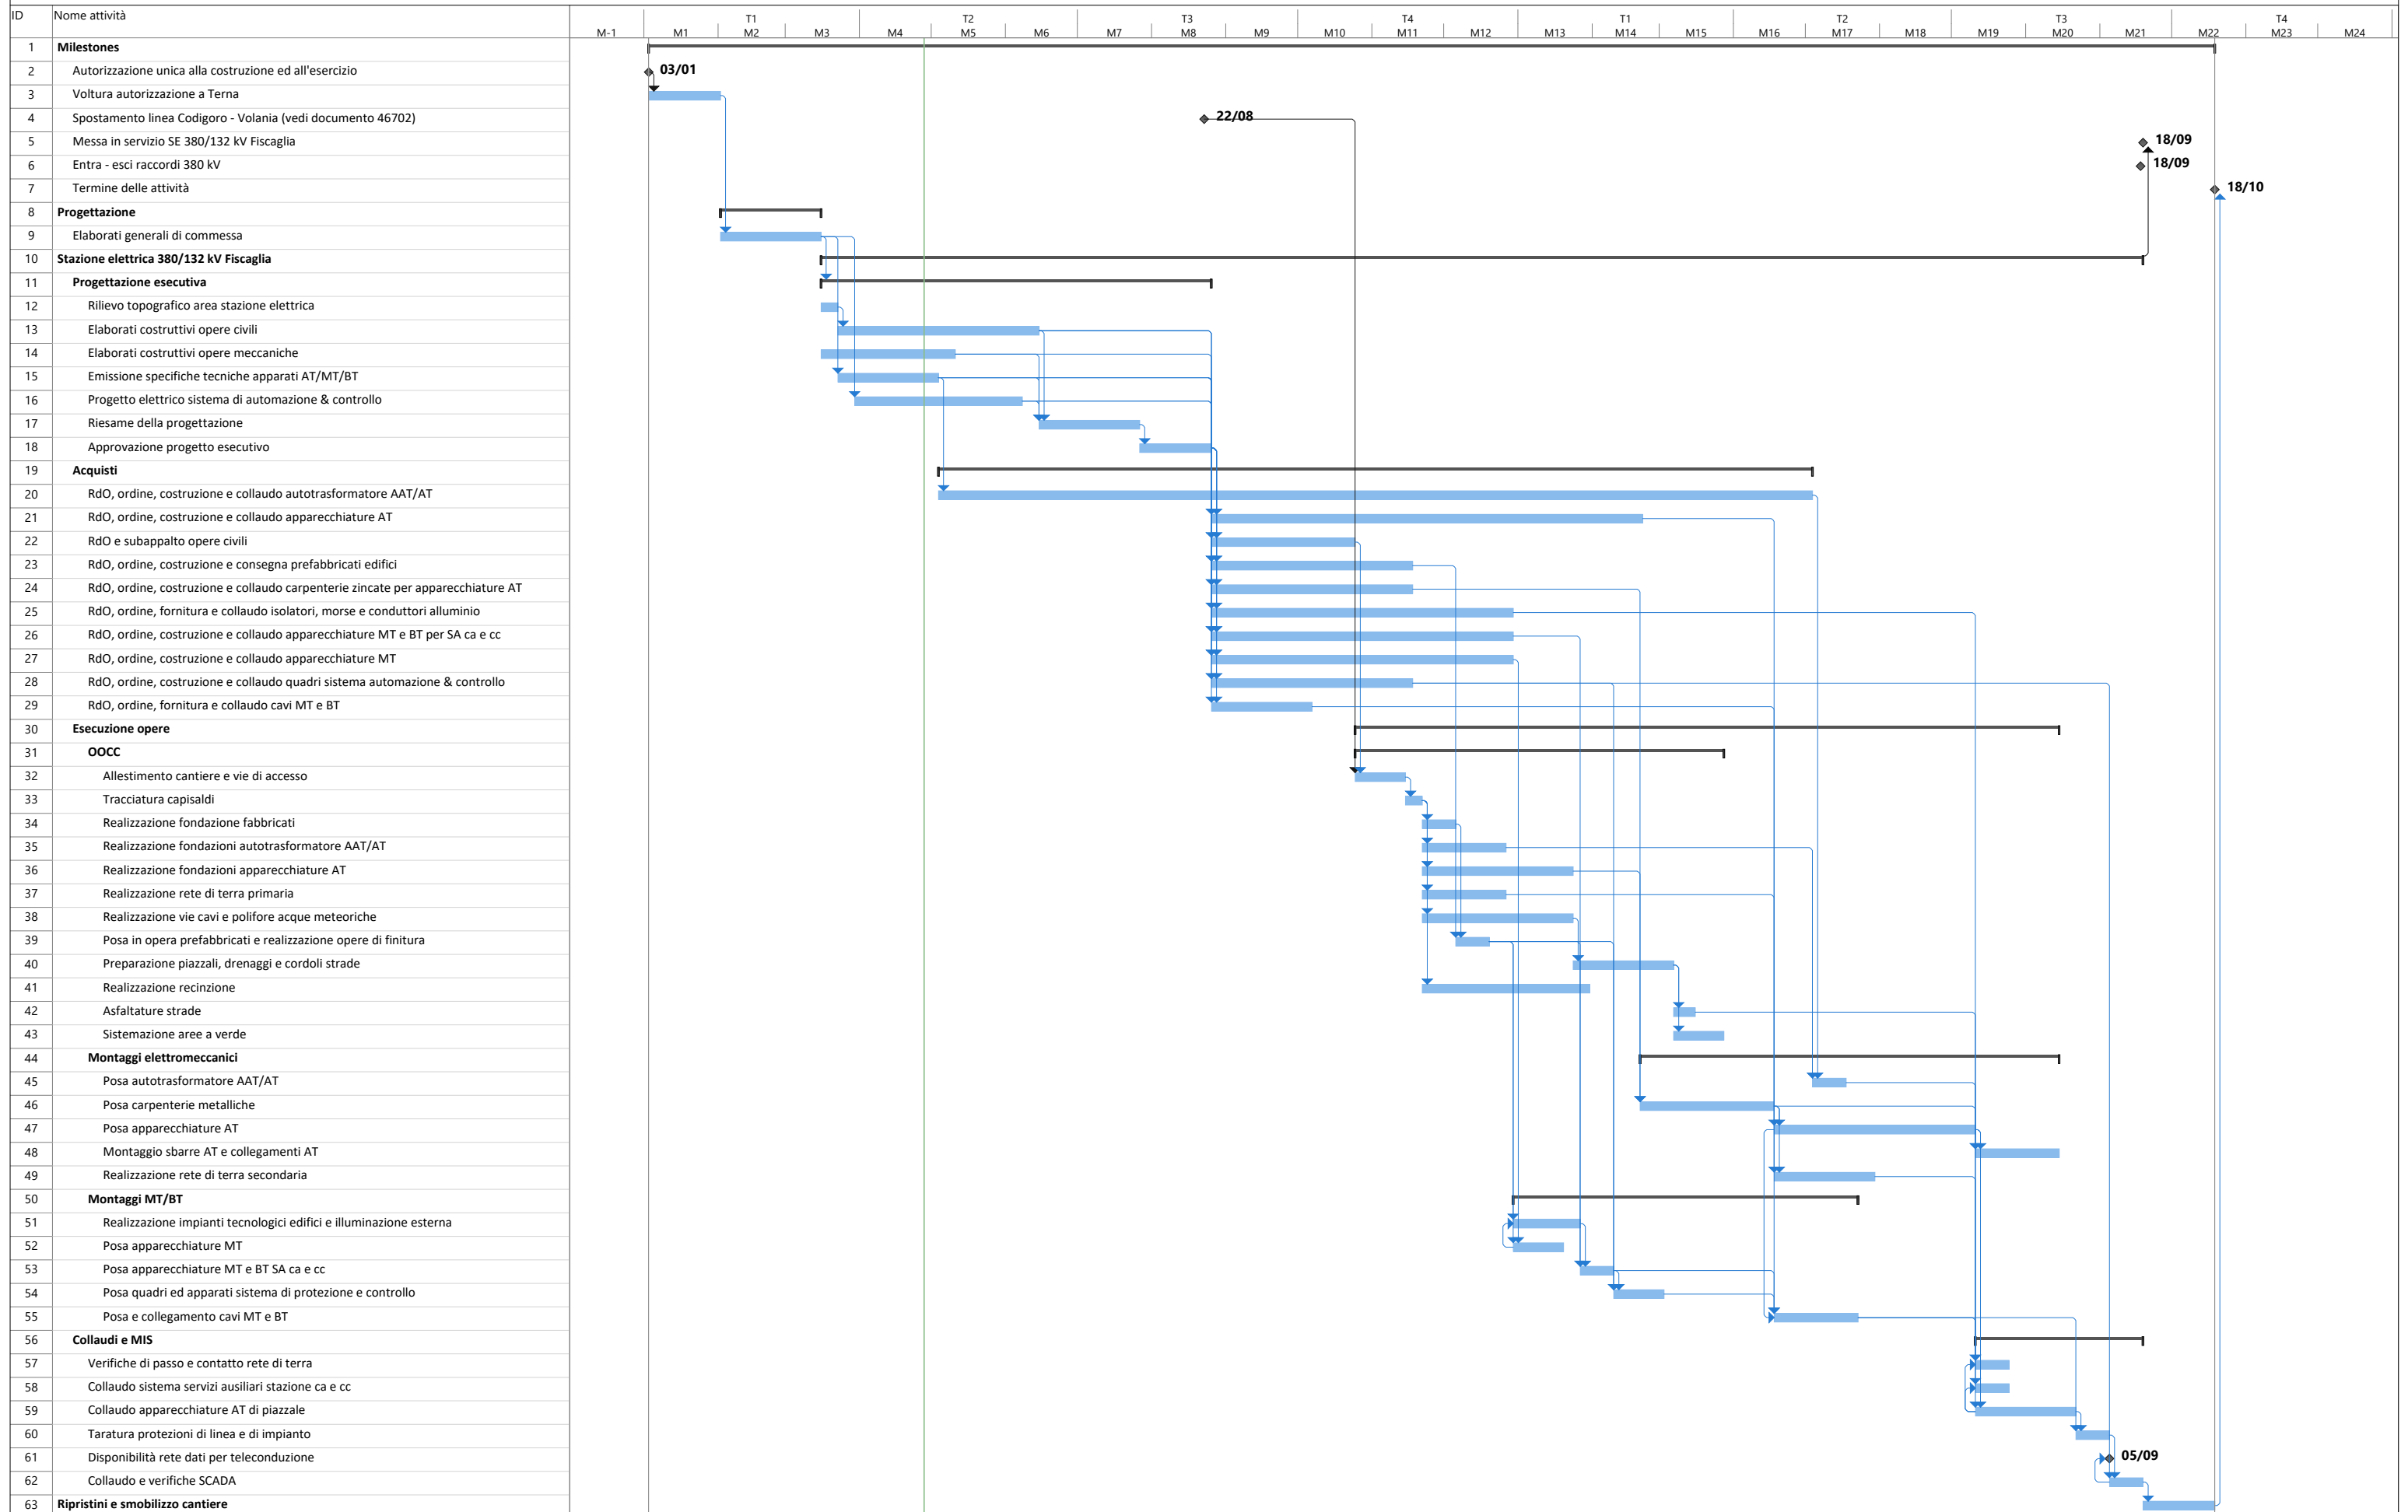 ID Nome attività T1 T2 T3 T4 T1 T2 T3 T4
M-1 M1 M2 M3 M4 M5 M6 M7 M8 M9 M10 M11 M12 M13 M14 M15 M16 M17 M18 M19 M20 M21 M22 M23 M24
1 Milestones
2 Autorizzazione unica alla costruzione ed all'esercizio 03/01
3 Voltura autorizzazione a Terna
4 Spostamento linea Codigoro - Volania (vedi documento 46702) 22/08
5 Messa in servizio SE 380/132 kV Fiscaglia 18/09
6 Entra - esci raccordi 380 kV 18/09
7 Termine delle attività 18/10
8 Progettazione
9 Elaborati generali di commessa
10 Stazione elettrica 380/132 kV Fiscaglia
11 Progettazione esecutiva
12 Rilievo topografico area stazione elettrica
13 Elaborati costruttivi opere civili
14 Elaborati costruttivi opere meccaniche
15 Emissione specifiche tecniche apparati AT/MT/BT
16 Progetto elettrico sistema di automazione & controllo
17 Riesame della progettazione
18 Approvazione progetto esecutivo
19 Acquisti
20 RdO, ordine, costruzione e collaudo autotrasformatore AAT/AT
21 RdO, ordine, costruzione e collaudo apparecchiature AT
22 RdO e subappalto opere civili
23 RdO, ordine, costruzione e consegna prefabbricati edifici
24 RdO, ordine, costruzione e collaudo carpenterie zincate per apparecchiature AT
25 RdO, ordine, fornitura e collaudo isolatori, morse e conduttori alluminio
26 RdO, ordine, costruzione e collaudo apparecchiature MT e BT per SA ca e cc
27 RdO, ordine, costruzione e collaudo apparecchiature MT
28 RdO, ordine, costruzione e collaudo quadri sistema automazione & controllo
29 RdO, ordine, fornitura e collaudo cavi MT e BT
30 Esecuzione opere
31 OOCC
32 Allestimento cantiere e vie di accesso
33 Tracciatura capisaldi
34 Realizzazione fondazione fabbricati
35 Realizzazione fondazioni autotrasformatore AAT/AT
36 Realizzazione fondazioni apparecchiature AT
37 Realizzazione rete di terra primaria
38 Realizzazione vie cavi e polifore acque meteoriche
39 Posa in opera prefabbricati e realizzazione opere di finitura
40 Preparazione piazzali, drenaggi e cordoli strade
41 Realizzazione recinzione
42 Asfaltature strade
43 Sistemazione aree a verde
44 Montaggi elettromeccanici
45 Posa autotrasformatore AAT/AT
46 Posa carpenterie metalliche
47 Posa apparecchiature AT
48 Montaggio sbarre AT e collegamenti AT
49 Realizzazione rete di terra secondaria
50 Montaggi MT/BT
51 Realizzazione impianti tecnologici edifici e illuminazione esterna
52 Posa apparecchiature MT
53 Posa apparecchiature MT e BT SA ca e cc
54 Posa quadri ed apparati sistema di protezione e controllo
55 Posa e collegamento cavi MT e BT
56 Collaudi e MIS
57 Verifiche di passo e contatto rete di terra
58 Collaudo sistema servizi ausiliari stazione ca e cc
59 Collaudo apparecchiature AT di piazzale
60 Taratura protezioni di linea e di impianto
61 Disponibilità rete dati per teleconduzione 05/09
62 Collaudo e verifiche SCADA
63 Ripristini e smobilizzo cantiere